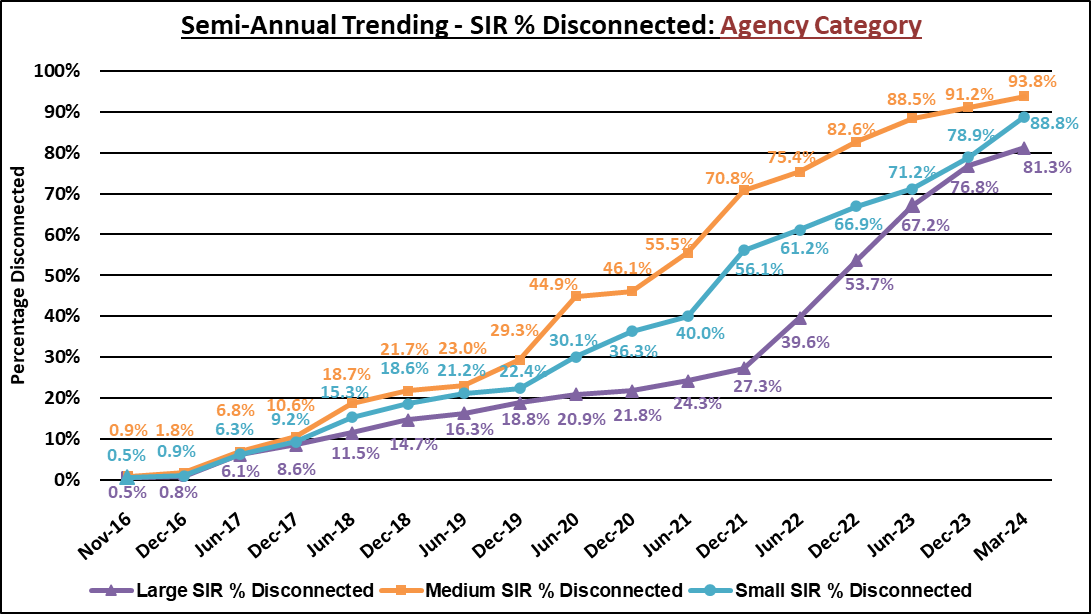 Semi-Annual Trending - SIR % Disconnected: Agency Category
Percentage Disconnected
100%
90%
80%
70%
60%
50%
40%
30%
20%
10%
0%
0.9% 1.8% 6.8% 10.6% 18.7% 21.7% 23.0% 29.3% 44.9% 46.1% 55.5% 70.8% 75.4% 82.6% 88.5% 91.2% 93.8%
0.5% 0.9% 6.3% 9.2% 15.3% 18.6% 21.2% 22.4% 30.1% 36.3% 40.0% 56.1% 61.2% 66.9% 71.2% 78.9% 88.8%
0.5% 0.8% 6.1% 8.6% 11.5% 14.7% 16.3% 18.8% 20.9% 21.8% 24.3% 27.3% 39.6% 53.7% 67.2% 76.8% 81.3%
Nov-16 Dec-16 Jun-17 Dec-17 Jun-18 Dec-18 Jun-19 Dec-19 Jun-20 Dec-20 Jun-21 Dec-21 Jun-22 Dec-22 Jun-23 Dec-23 Mar-24
Large SIR % Disconnected Medium SIR % Disconnected Small SIR % Disconnected